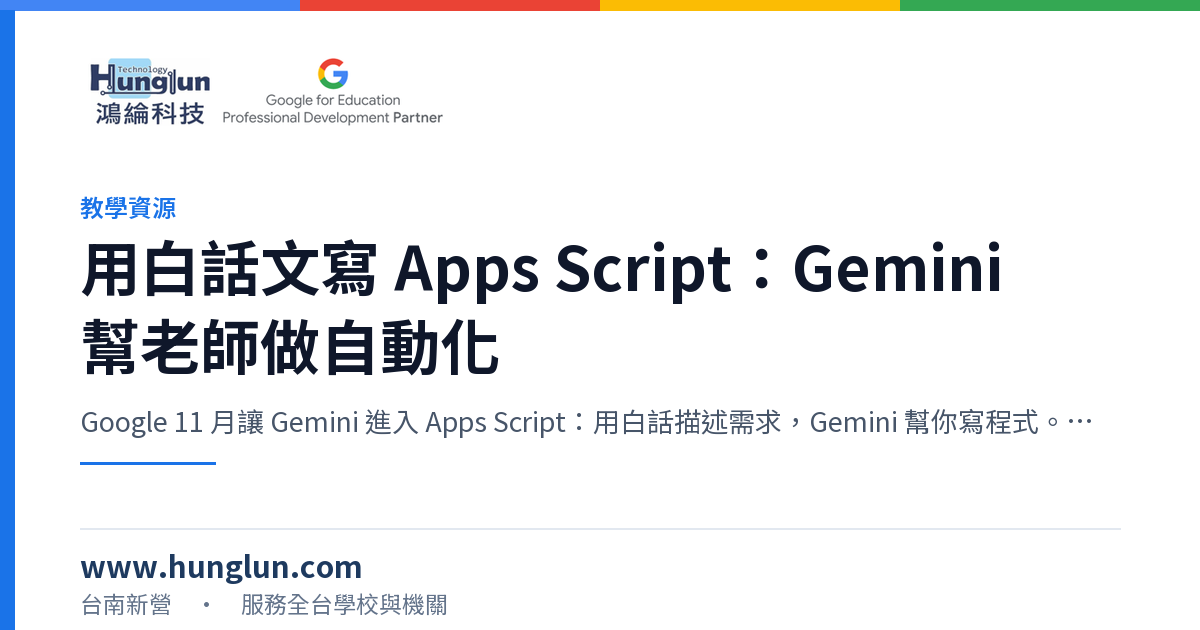 Technology
Hunglun
鴻綸科技
Google for Education
Professional Development Partner
教學資源
用白話文寫 Apps Script：Gemini
幫老師做自動化
Google 11 月讓 Gemini 進入 Apps Script：用白話描述需求，Gemini 幫你寫程式。…
www.hunglun.com
台南新營 • 服務全台學校與機關